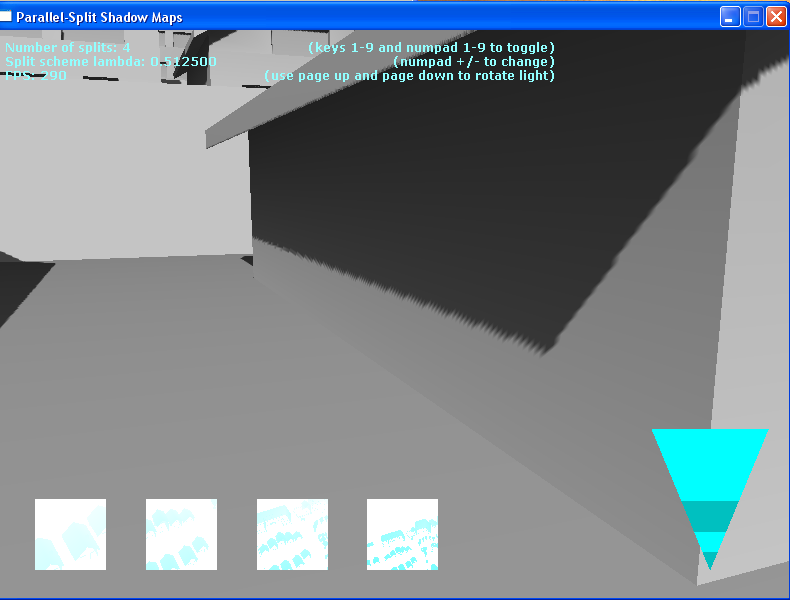 Parallel-Split Shadow Maps
Number of splits: 4 (keys 1-9 and numpad 1-9 to toggle)
Split scheme lambda: 0.512500 (numpad +/- to change)
FPS: 290 (use page up and page down to rotate light)